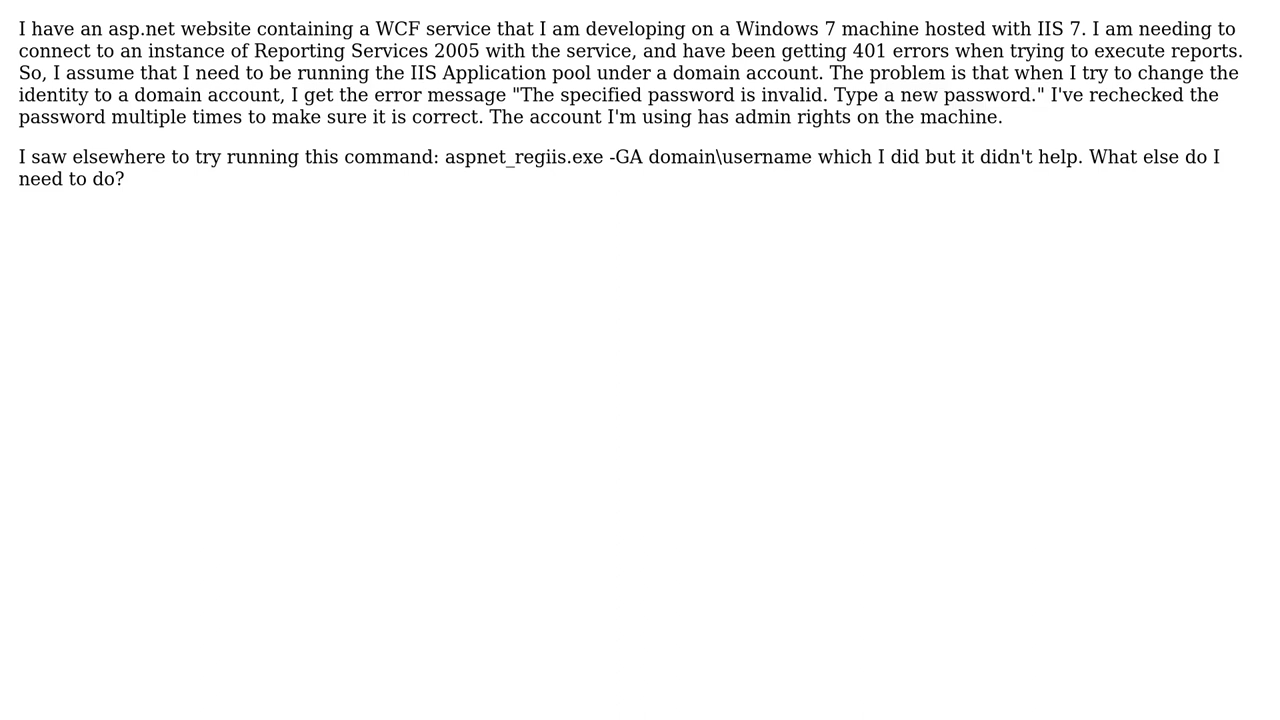 I have an asp.net website containing a WCF service that I am developing on a Windows 7 machine hosted with IIS 7. I am needing to
connect to an instance of Reporting Services 2005 with the service, and have been getting 401 errors when trying to execute reports.
So, I assume that I need to be running the IIS Application pool under a domain account. The problem is that when I try to change the
identity to a domain account, I get the error message "The specified password is invalid. Type a new password." I've rechecked the
password multiple times to make sure it is correct. The account I'm using has admin rights on the machine.
I saw elsewhere to try running this command: aspnet_regiis.exe -GA domain\username which I did but it didn't help. What else do I
need to do?